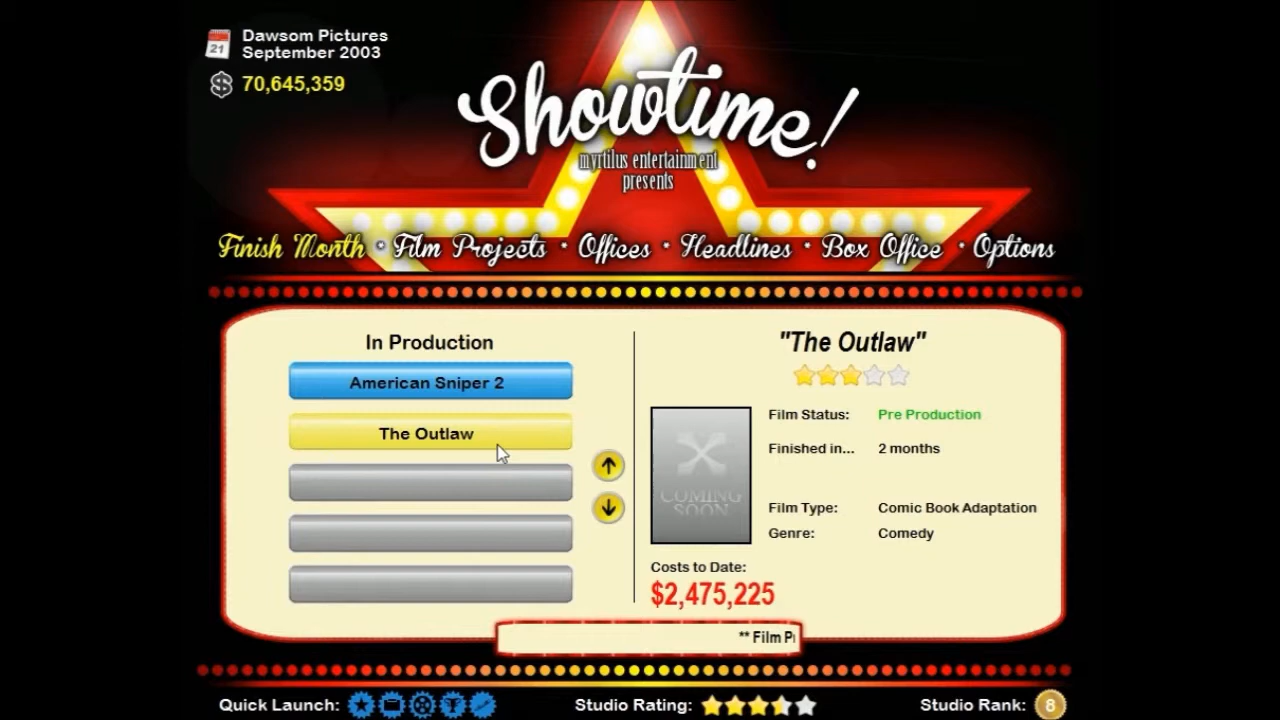 Dawsom Pictures
21 September 2003
70,645,359
Showtime!
myrtilus entertainment
presents
Finish Month * Film Projects * Offices * Headlines * Box Office * Options
In Production
American Sniper 2
The Outlaw
"The Outlaw"
COMING
SOON
Film Status: Pre Production
Finished in... 2 months
Film Type: Comic Book Adaptation
Genre: Comedy
Costs to Date:
$2,475,225
** Film P
Quick Launch:
Studio Rating:
Studio Rank: 8